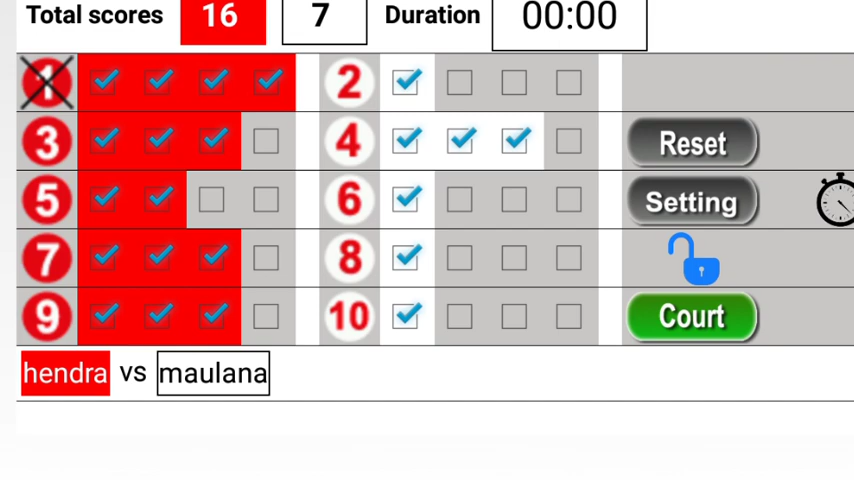 Total scores 16 7 Duration 00:00
1 2
3 4 Reset
5 6 Setting
7 8
9 10 Court
hendra vs maulana